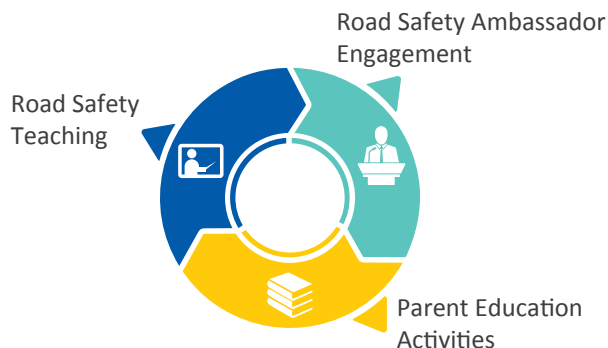 Road Safety Ambassador
Engagement
Road Safety
Teaching
Parent Education
Activities